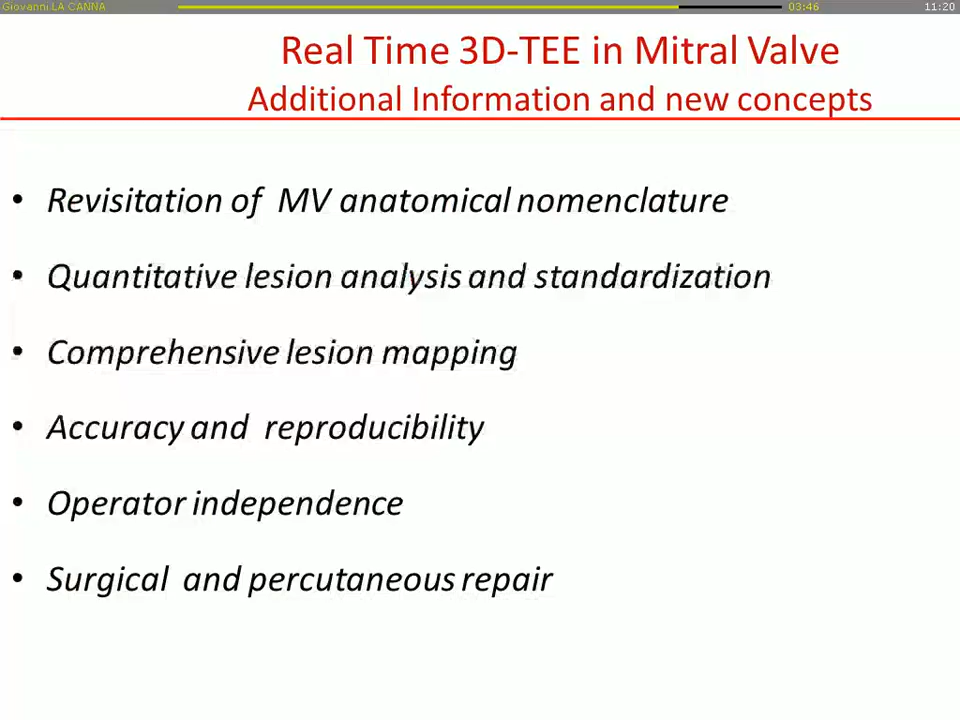 Giovanni.LA CANNA 03:46 11:20
Real Time 3D-TEE in Mitral Valve
Additional Information and new concepts
• Revisitation of MV anatomical nomenclature
• Quantitative lesion analysis and standardization
• Comprehensive lesion mapping
• Accuracy and reproducibility
• Operator independence
• Surgical and percutaneous repair